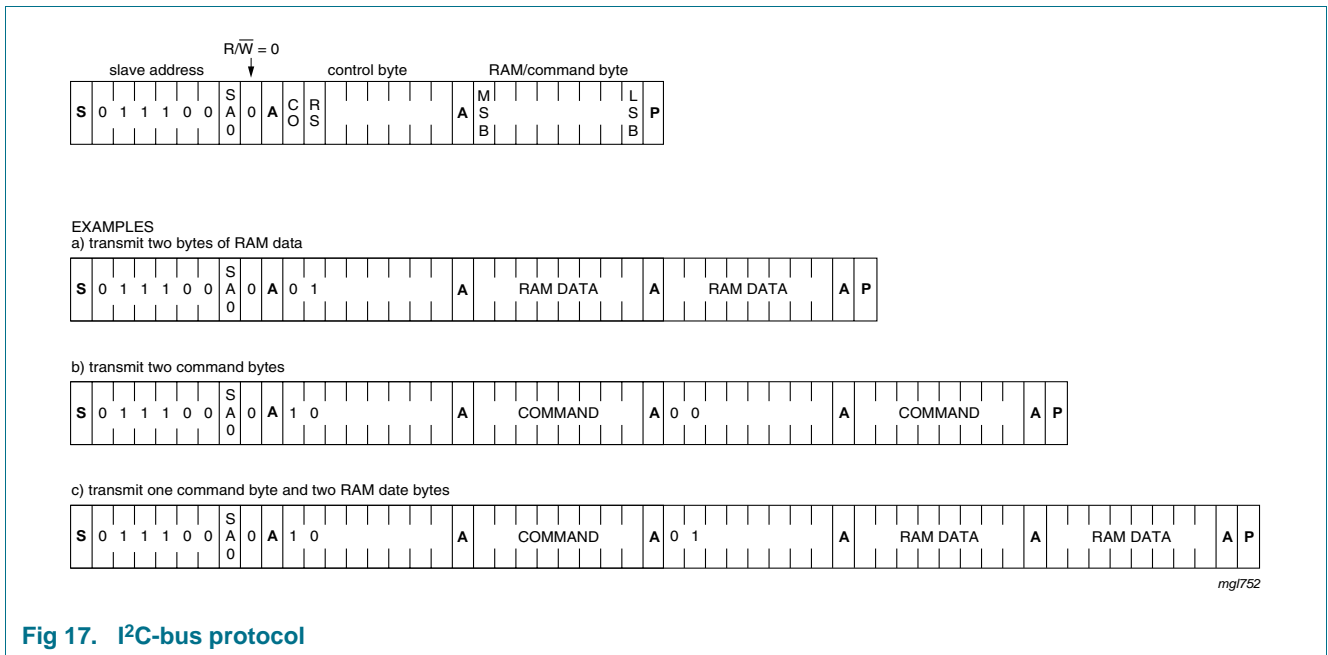 R/W = 0
slave address control byte RAM/command byte
S 0 1 1 1 0 0 SA0 0 A CO RS A MSB LSB P
EXAMPLES
a) transmit two bytes of RAM data
S 0 1 1 1 0 0 SA0 0 A 0 1 A RAM DATA A RAM DATA A P
b) transmit two command bytes
S 0 1 1 1 0 0 SA0 0 A 1 0 A COMMAND A 0 0 A COMMAND A P
c) transmit one command byte and two RAM date bytes
S 0 1 1 1 0 0 SA0 0 A 1 0 A COMMAND A 0 1 A RAM DATA A RAM DATA A P
mgl752
Fig 17. I²C-bus protocol